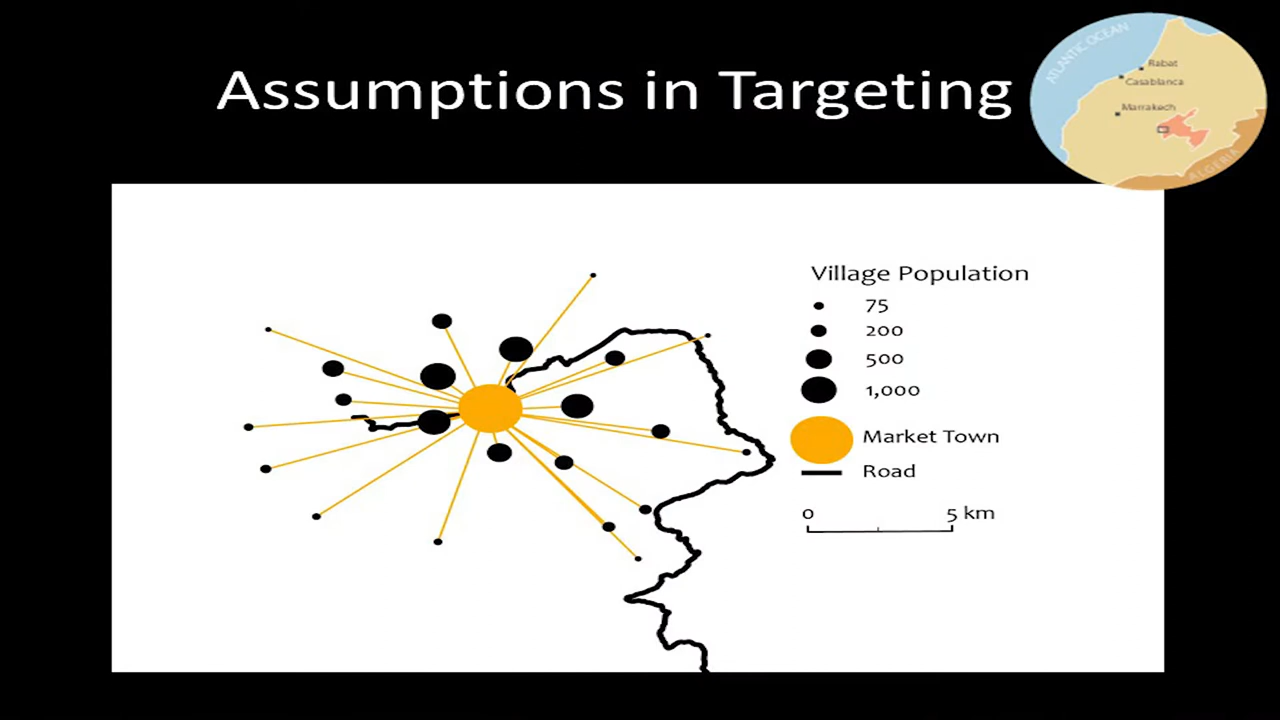 Assumptions in Targeting
ATLANTIC OCEAN
Rabat
Casablanca
Marrakech
ALGERIA
Village Population
75
200
500
1,000
Market Town
Road
0 5 km